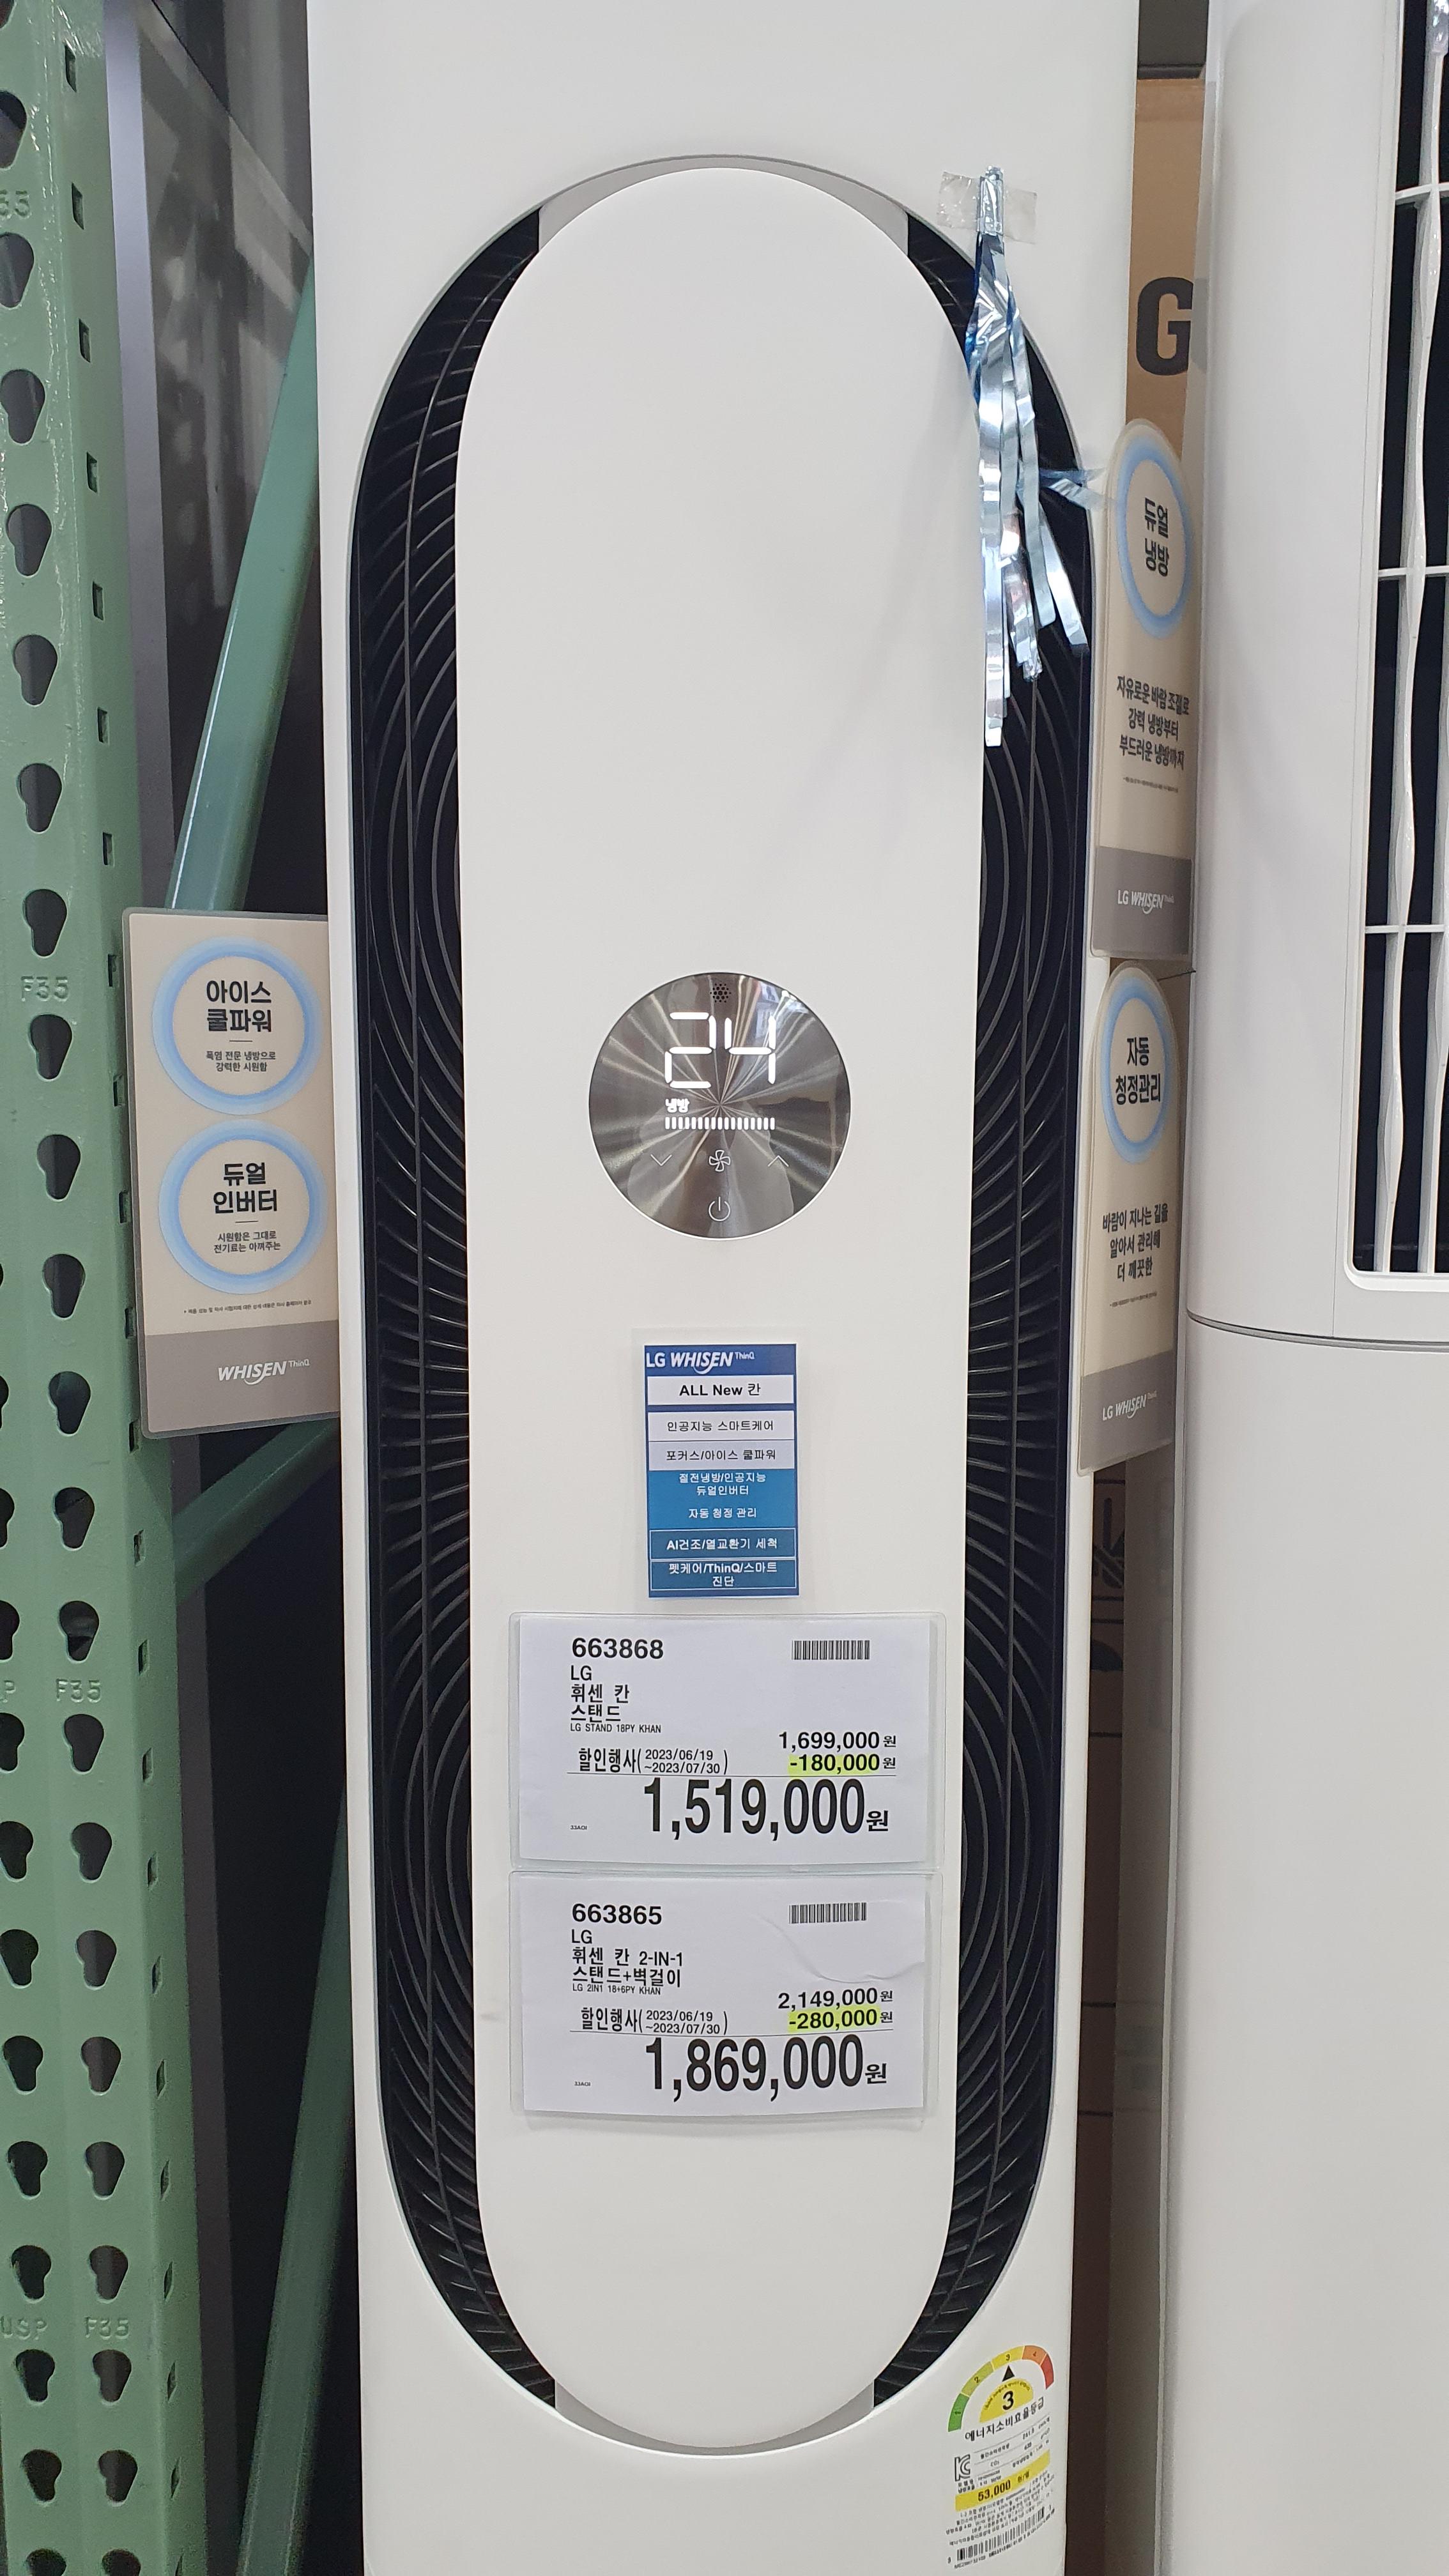 55
F35
P F35
USP F35
G
듀얼
냉방
자유로운 바람 조절로
강력 냉방부터
부드러운 냉방까지
LG WHISEN ThinQ
아이스
쿨파워
폭염 전문 냉방으로
강력한 시원함
듀얼
인버터
시원함은 그대로
전기료는 아껴주는
WHISEN ThinQ
24
냉방
자동
청정관리
바람이 지나는 길을
알아서 관리해
더 깨끗한
LG WHISEN ThinQ
LG WHISEN ThinQ
ALL New 칸
인공지능 스마트케어
포커스/아이스 쿨파워
절전냉방/인공지능
듀얼인버터
자동 청정 관리
AI건조/열교환기 세척
펫케어/ThinQ/스마트
진단
663868
LG
휘센 칸
스탠드
LG STAND 18PY KHAN
1,699,000원
할인행사(2023/06/19 ~2023/07/30) -180,000원
1,519,000원
33AOI
663865
LG
휘센 칸 2-IN-1
스탠드+벽걸이
LG 2IN1 18+6PY KHAN
2,149,000원
할인행사(2023/06/19 ~2023/07/30) -280,000원
1,869,000원
33AOI
1 2 3 4
3
에너지소비효율등급
53,000